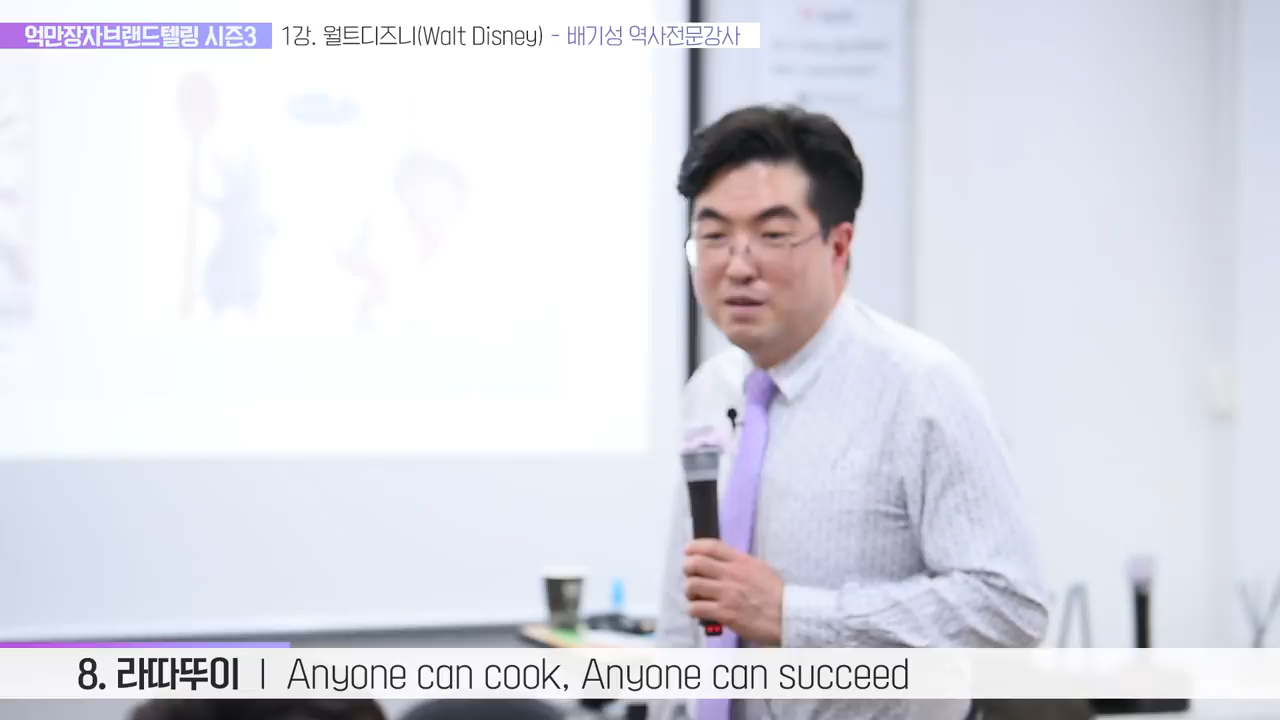 억만장자브랜드텔링 시즌3 1강. 월트디즈니(Walt Disney) - 배기성 역사전문강사
8. 라따뚜이 | Anyone can cook, Anyone can succeed